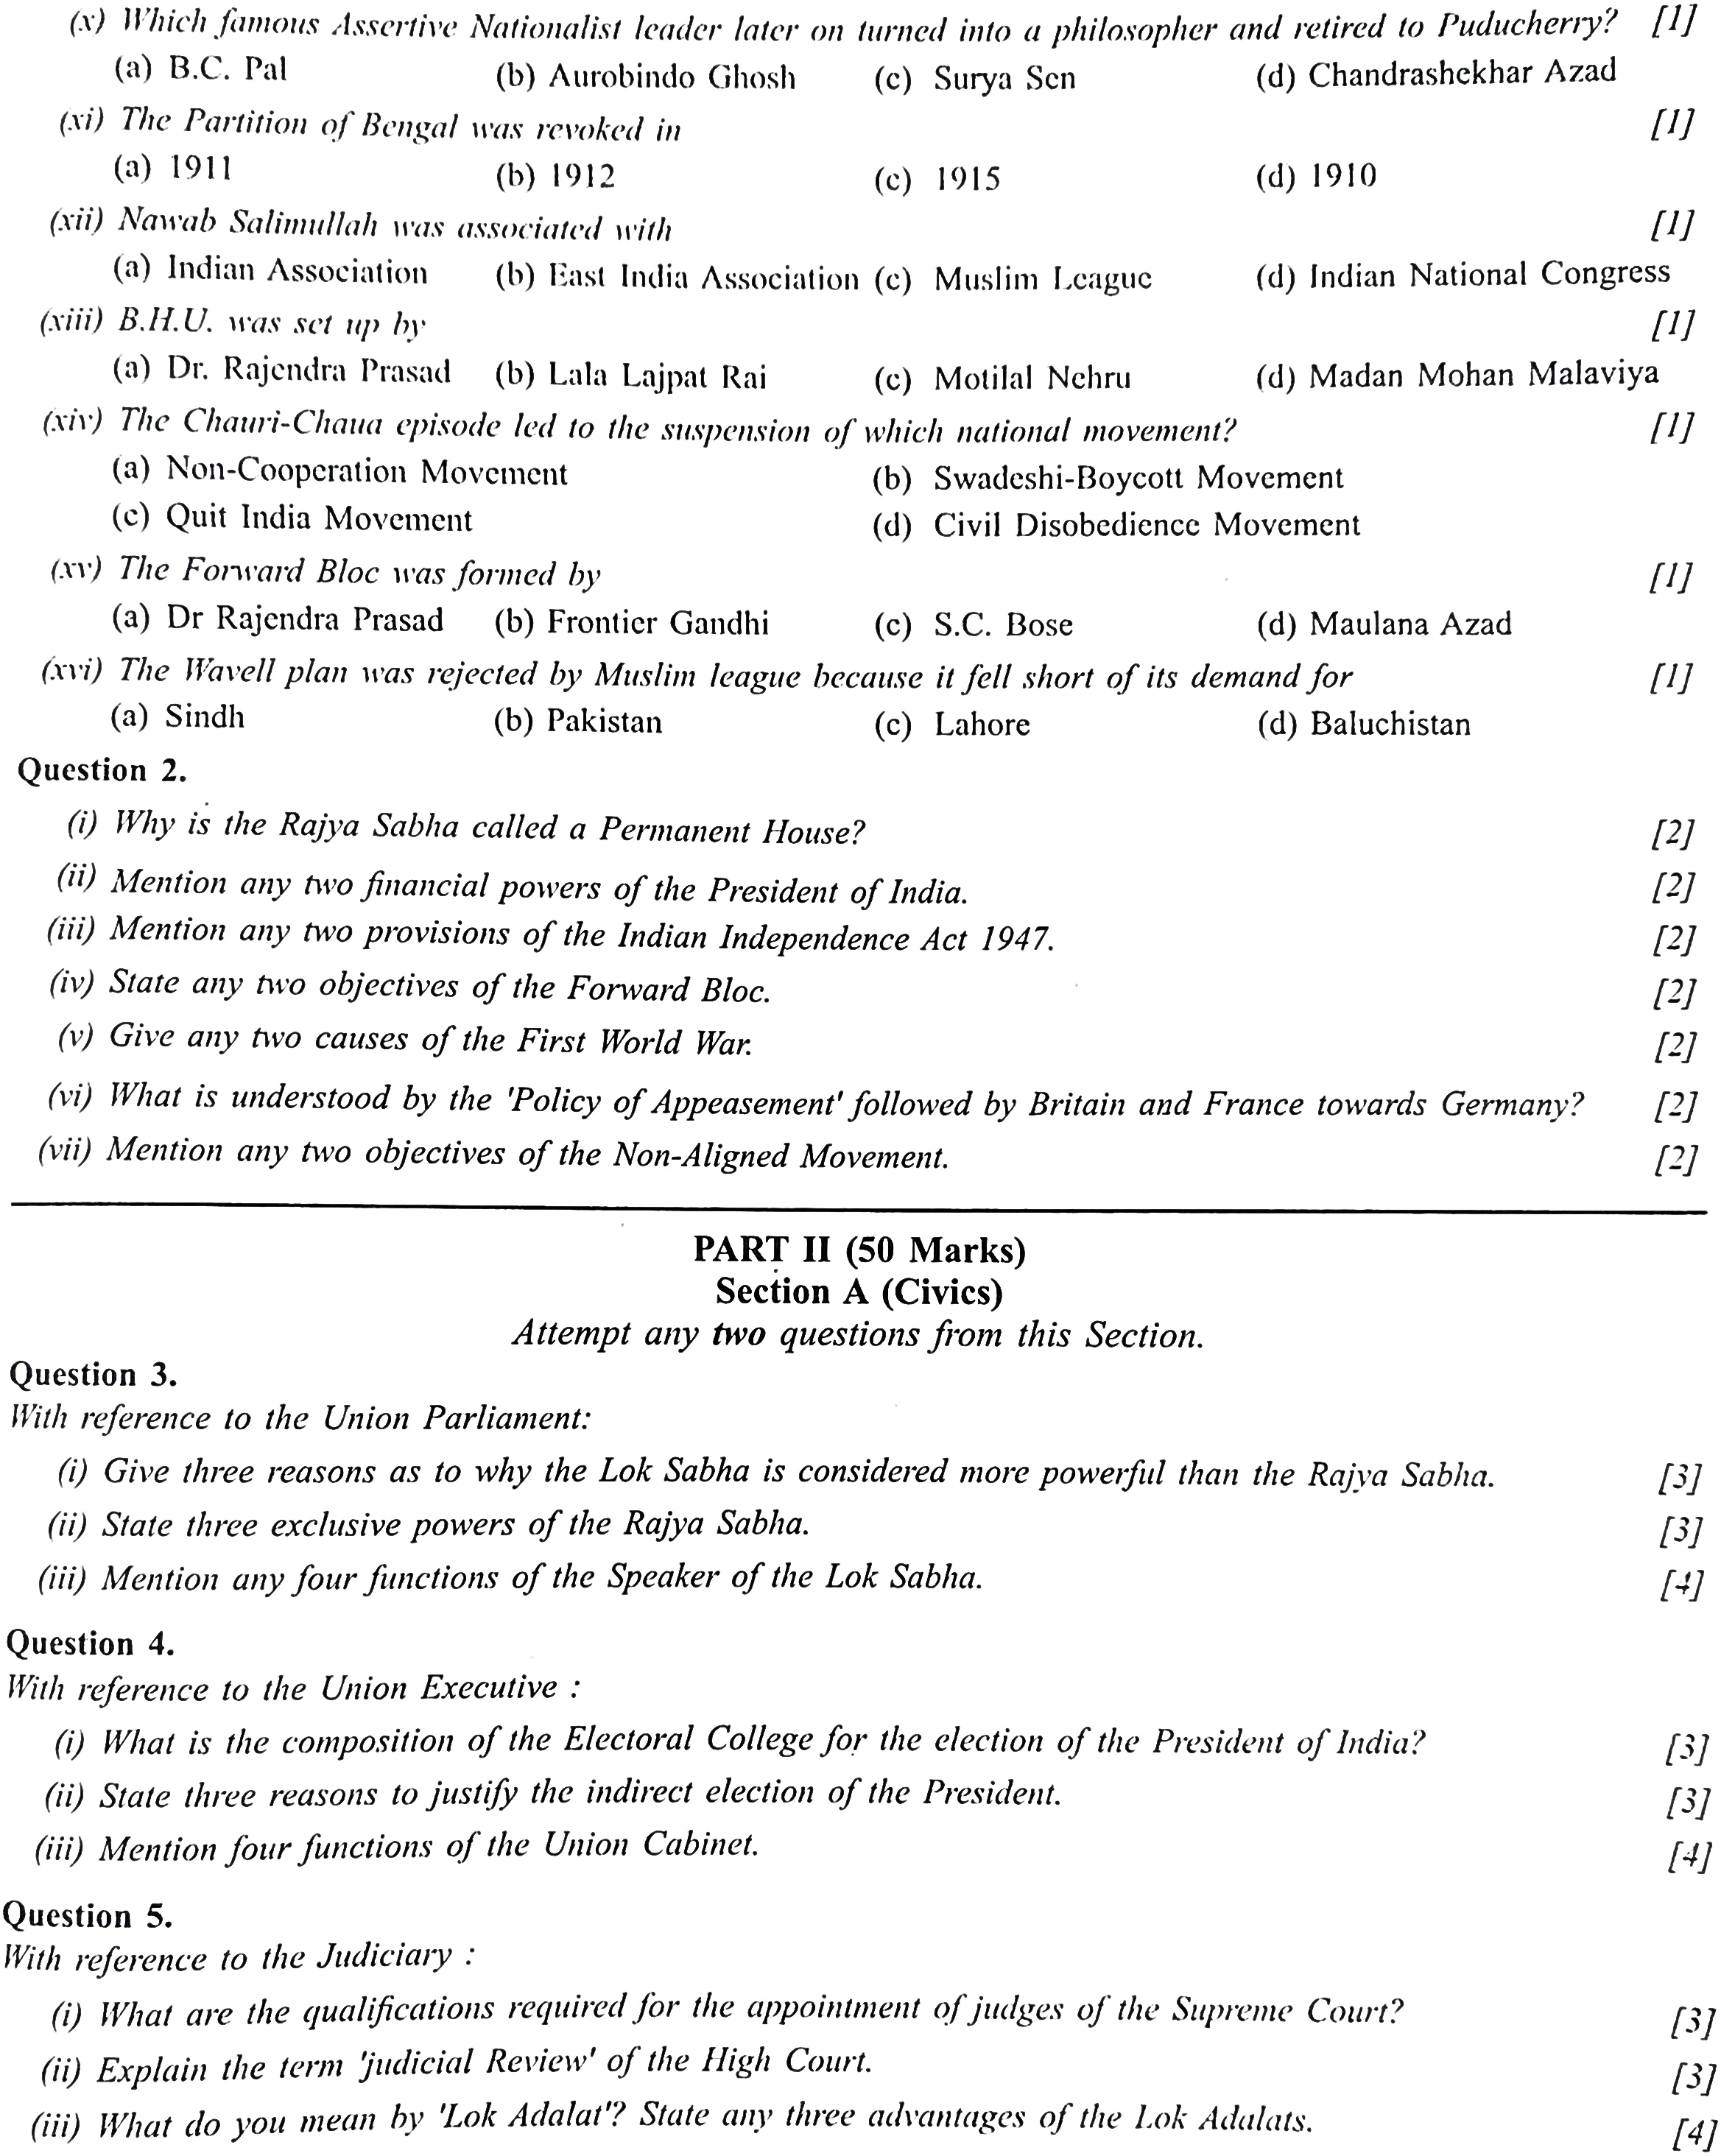 (x) Which famous Assertive Nationalist leader later on turned into a philosopher and retired to Puducherry? [1]
(a) B.C. Pal (b) Aurobindo Ghosh (c) Surya Sen (d) Chandrashekhar Azad
(xi) The Partition of Bengal was revoked in [1]
(a) 1911 (b) 1912 (c) 1915 (d) 1910
(xii) Nawab Salimullah was associated with [1]
(a) Indian Association (b) East India Association (c) Muslim League (d) Indian National Congress
(xiii) B.H.U. was set up by [1]
(a) Dr. Rajendra Prasad (b) Lala Lajpat Rai (c) Motilal Nehru (d) Madan Mohan Malaviya
(xiv) The Chauri-Chaua episode led to the suspension of which national movement? [1]
(a) Non-Cooperation Movement (b) Swadeshi-Boycott Movement
(c) Quit India Movement (d) Civil Disobedience Movement
(xv) The Forward Bloc was formed by [1]
(a) Dr Rajendra Prasad (b) Frontier Gandhi (c) S.C. Bose (d) Maulana Azad
(xvi) The Wavell plan was rejected by Muslim league because it fell short of its demand for [1]
(a) Sindh (b) Pakistan (c) Lahore (d) Baluchistan
Question 2.
(i) Why is the Rajya Sabha called a Permanent House? [2]
(ii) Mention any two financial powers of the President of India. [2]
(iii) Mention any two provisions of the Indian Independence Act 1947. [2]
(iv) State any two objectives of the Forward Bloc. [2]
(v) Give any two causes of the First World War. [2]
(vi) What is understood by the 'Policy of Appeasement' followed by Britain and France towards Germany? [2]
(vii) Mention any two objectives of the Non-Aligned Movement. [2]
PART II (50 Marks)
Section A (Civics)
Attempt any two questions from this Section.
Question 3.
With reference to the Union Parliament:
(i) Give three reasons as to why the Lok Sabha is considered more powerful than the Rajya Sabha. [3]
(ii) State three exclusive powers of the Rajya Sabha. [3]
(iii) Mention any four functions of the Speaker of the Lok Sabha. [4]
Question 4.
With reference to the Union Executive :
(i) What is the composition of the Electoral College for the election of the President of India? [3]
(ii) State three reasons to justify the indirect election of the President. [3]
(iii) Mention four functions of the Union Cabinet. [4]
Question 5.
With reference to the Judiciary :
(i) What are the qualifications required for the appointment of judges of the Supreme Court? [3]
(ii) Explain the term 'judicial Review' of the High Court. [3]
(iii) What do you mean by 'Lok Adalat'? State any three advantages of the Lok Adalats. [4]